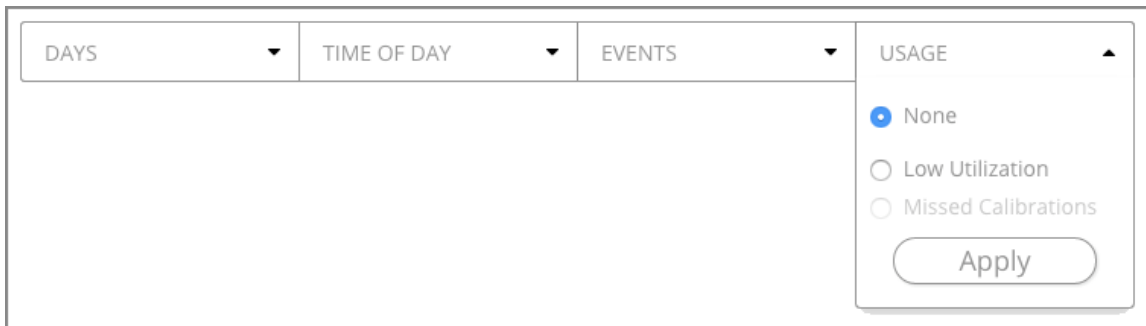 DAYS
TIME OF DAY
EVENTS
USAGE
None
Low Utilization
Missed Calibrations
Apply